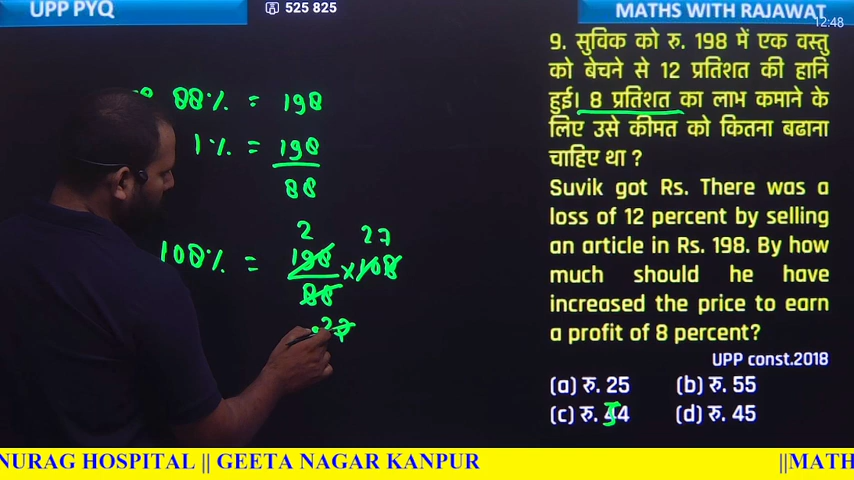 UPP PYQ
525 825
MATHS WITH RAJAWAT
12:48
88% = 198
1% = 198
88
2 27
108% = 198 × 108
88
22
9. सुविक को रु. 198 में एक वस्तु
को बेचने से 12 प्रतिशत की हानि
हुई। 8 प्रतिशत का लाभ कमाने के
लिए उसे कीमत को कितना बढाना
चाहिए था ?
Suvik got Rs. There was a
loss of 12 percent by selling
an article in Rs. 198. By how
much should he have
increased the price to earn
a profit of 8 percent?
UPP const.2018
(a) रु. 25 (b) रु. 55
(c) रु. 44 (d) रु. 45
NURAG HOSPITAL || GEETA NAGAR KANPUR ||MATH